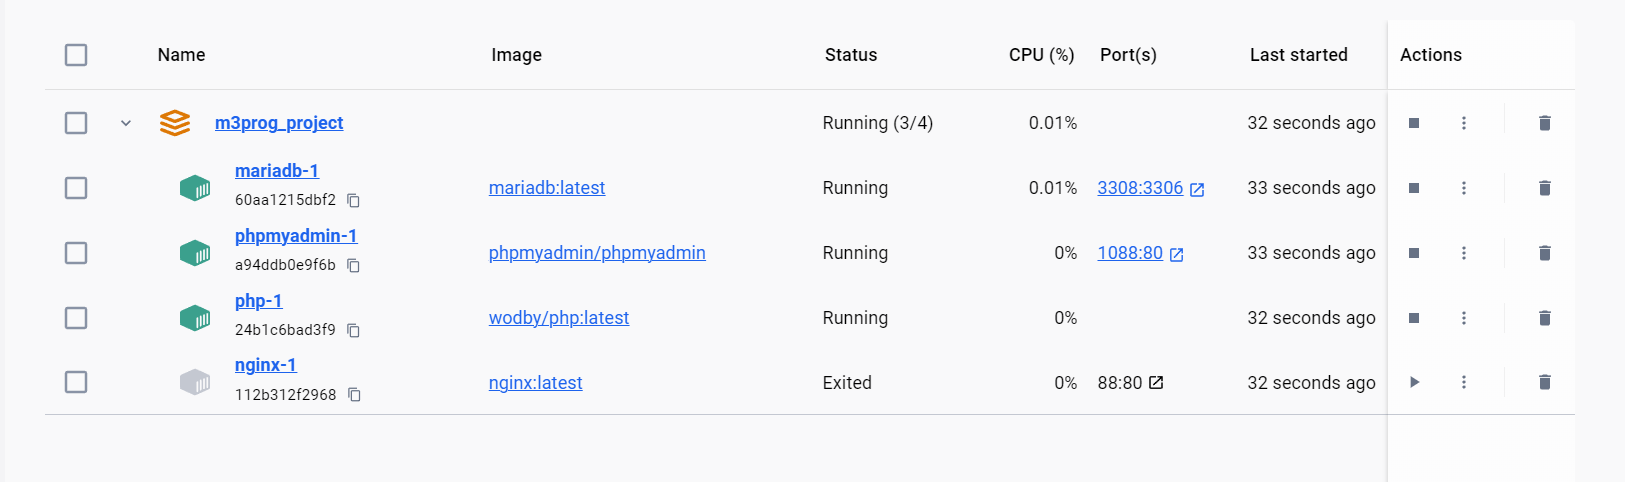 Name Image Status CPU (%) Port(s) Last started Actions
m3prog_project Running (3/4) 0.01% 32 seconds ago
mariadb-1
60aa1215dbf2 mariadb:latest Running 0.01% 3308:3306 33 seconds ago
phpmyadmin-1
a94ddb0e9f6b phpmyadmin/phpmyadmin Running 0% 1088:80 33 seconds ago
php-1
24b1c6bad3f9 wodby/php:latest Running 0% 32 seconds ago
nginx-1
112b312f2968 nginx:latest Exited 0% 88:80 32 seconds ago